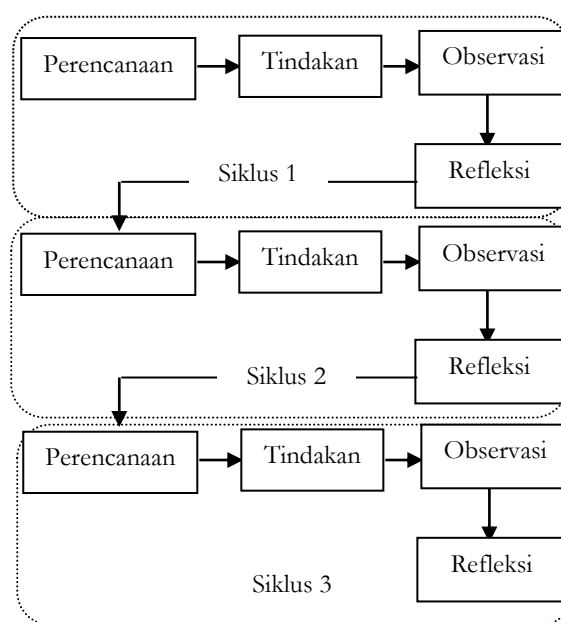 Perencanaan
Tindakan
Observasi
Refleksi
Siklus 1
Perencanaan
Tindakan
Observasi
Refleksi
Siklus 2
Perencanaan
Tindakan
Observasi
Refleksi
Siklus 3